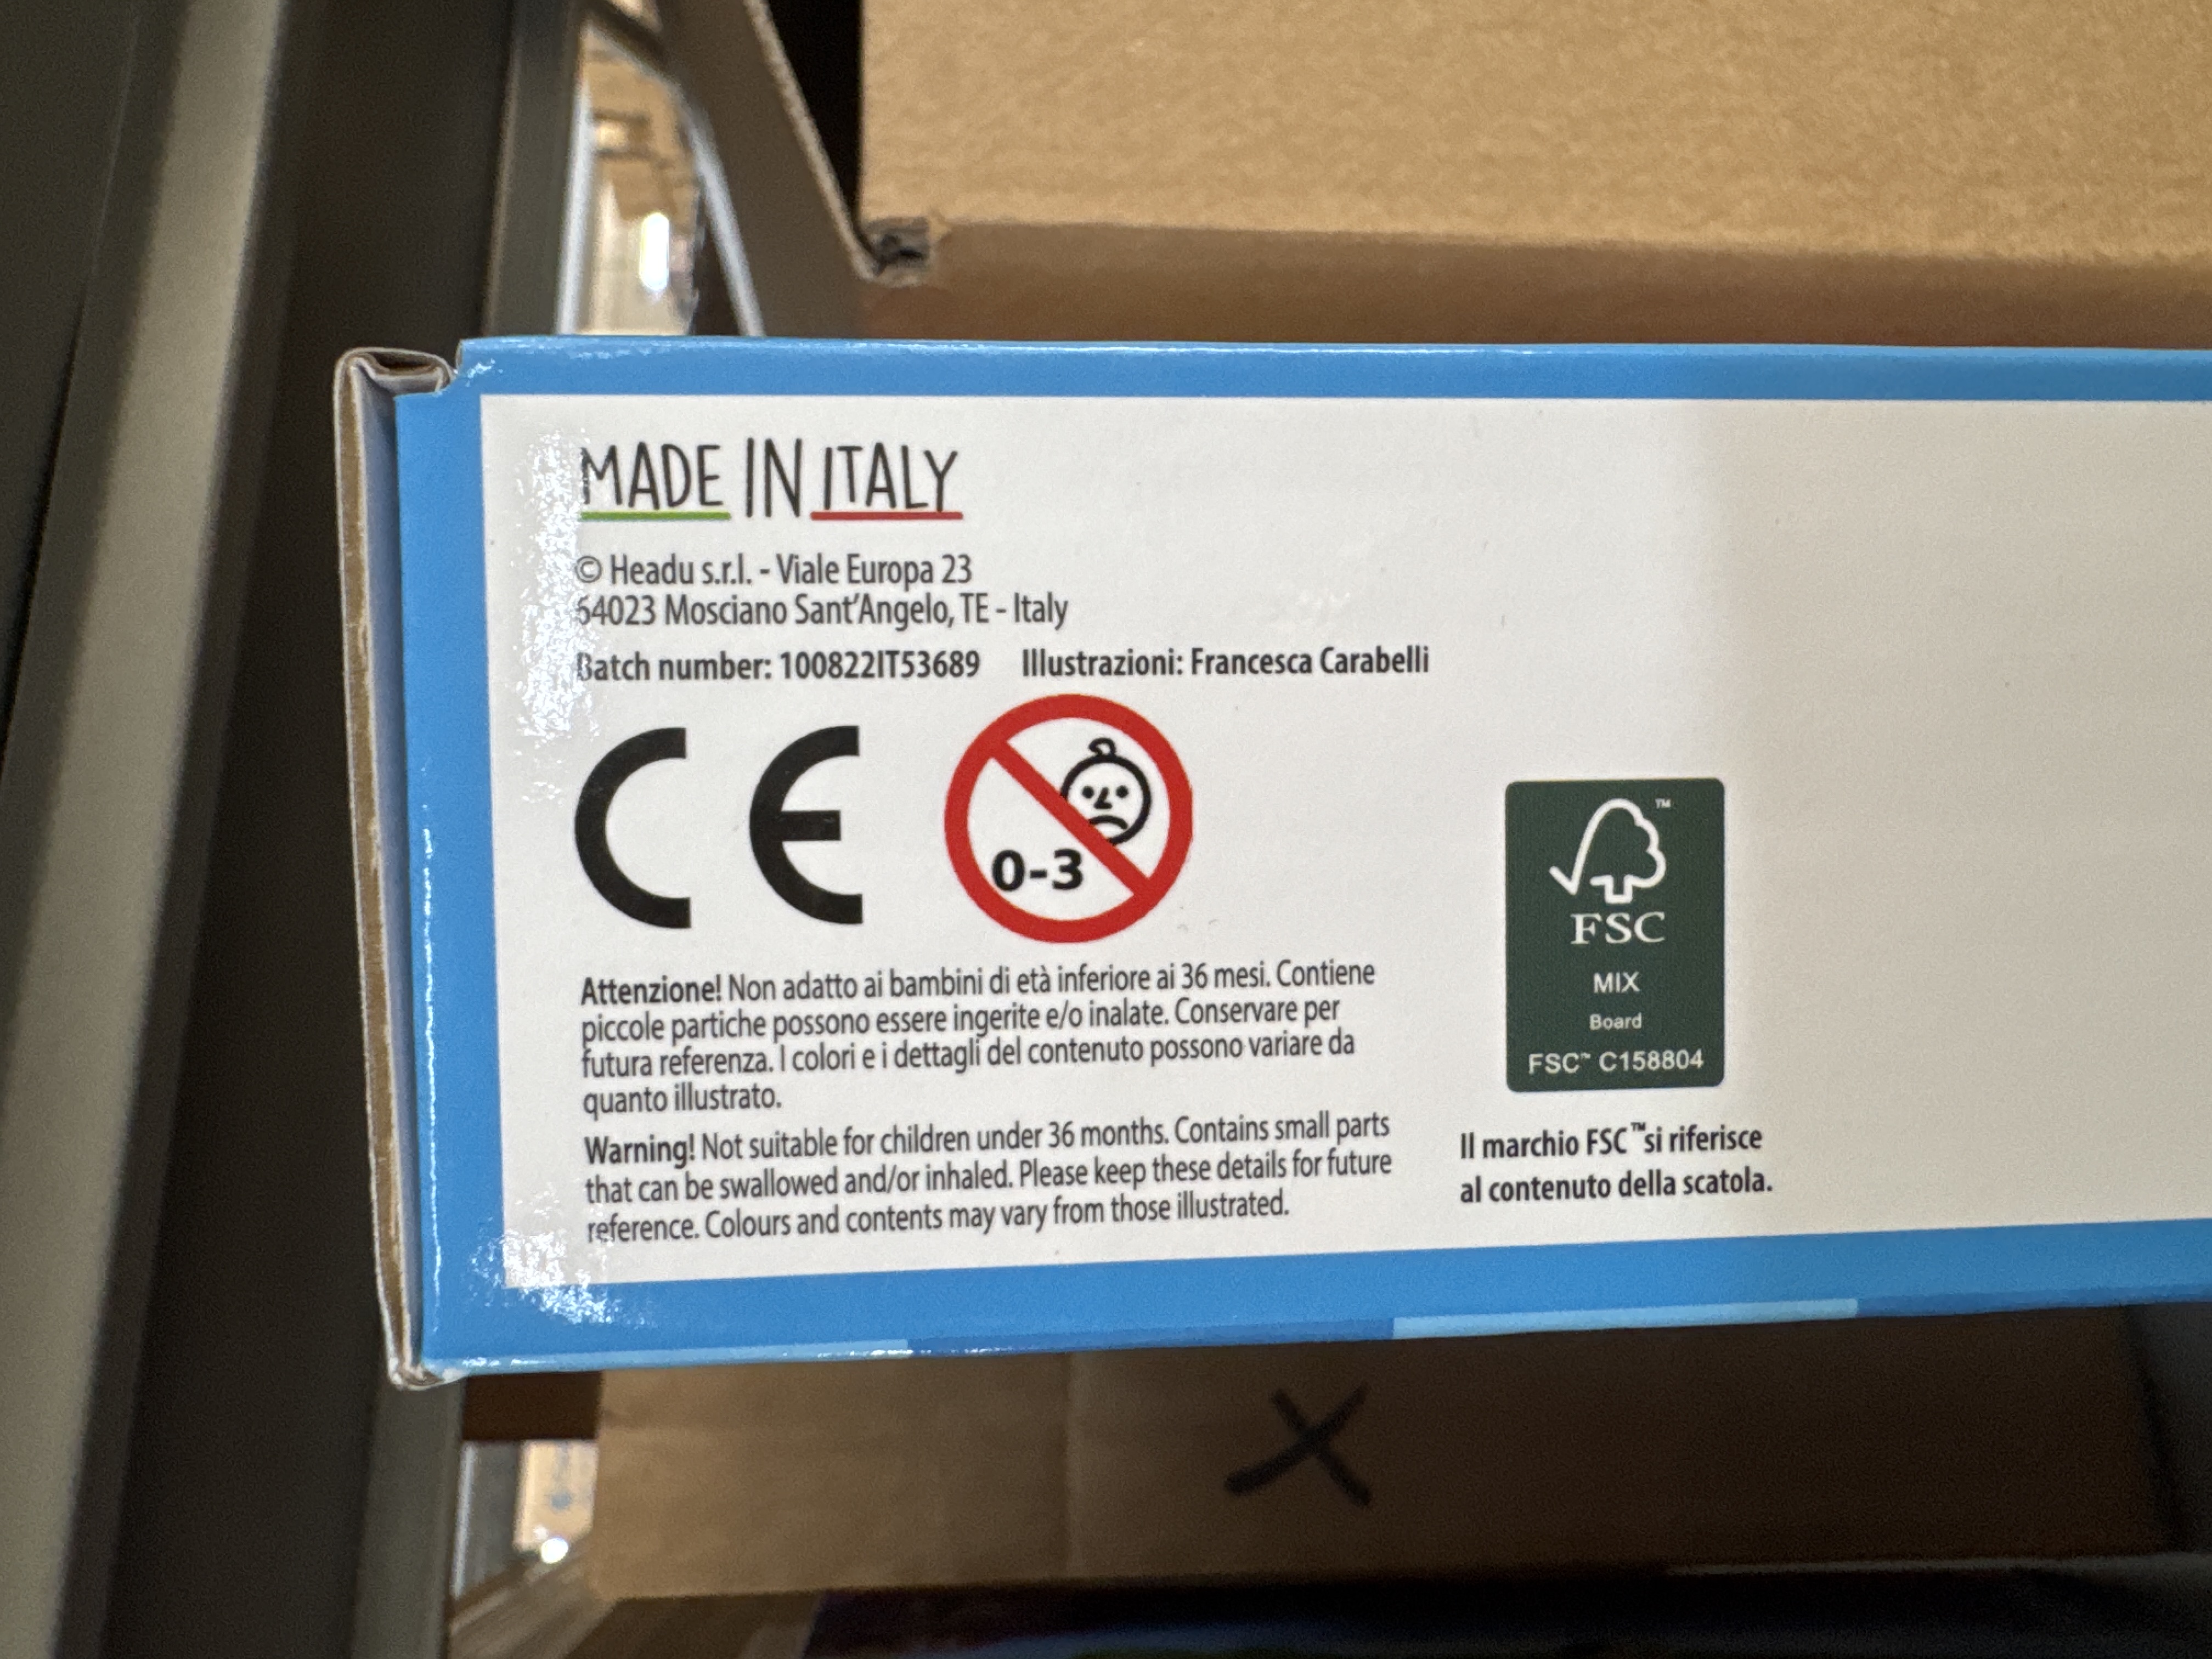 MADE IN ITALY
© Headu s.r.l. - Viale Europa 23
64023 Mosciano Sant'Angelo, TE - Italy
Batch number: 100822IT53689 Illustrazioni: Francesca Carabelli
CE
0-3
Attenzione! Non adatto ai bambini di età inferiore ai 36 mesi. Contiene
piccole partiche possono essere ingerite e/o inalate. Conservare per
futura referenza. I colori e i dettagli del contenuto possono variare da
quanto illustrato.
Warning! Not suitable for children under 36 months. Contains small parts
that can be swallowed and/or inhaled. Please keep these details for future
reference. Colours and contents may vary from those illustrated.
™
FSC
MIX
Board
FSC™ C158804
Il marchio FSC™si riferisce
al contenuto della scatola.
X